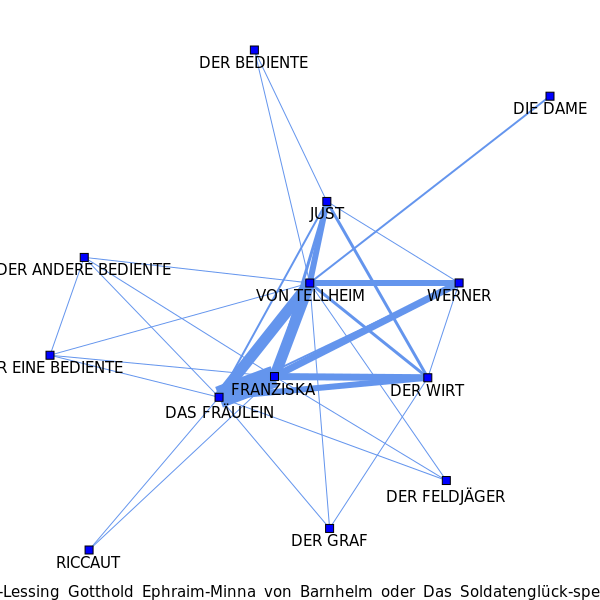 DER BEDIENTE
DIE DAME
JUST
DER ANDERE BEDIENTE
VON TELLHEIM
WERNER
R EINE BEDIENTE
FRANZISKA
DER WIRT
DAS FRÄULEIN
DER FELDJÄGER
DER GRAF
RICCAUT
-Lessing Gotthold Ephraim-Minna von Barnhelm oder Das Soldatenglück-spe